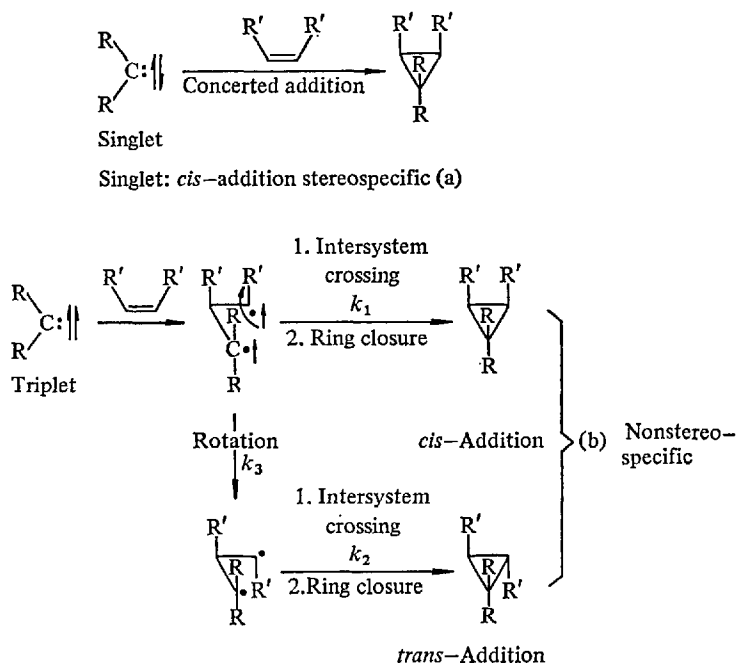 R' R'
R
C:
R
Concerted addition
R' R'
R
R
Singlet
Singlet: cis-addition stereospecific (a)
R
C:
R
Triplet
R' R'
R' R'
R
C
R
1. Intersystem
crossing
k₁
2. Ring closure
R' R'
R
R
Rotation
k₃
cis-Addition
(b) Nonstereo-
specific
R'
R
R'
R
1. Intersystem
crossing
k₂
2.Ring closure
R'
R
R'
R
trans-Addition